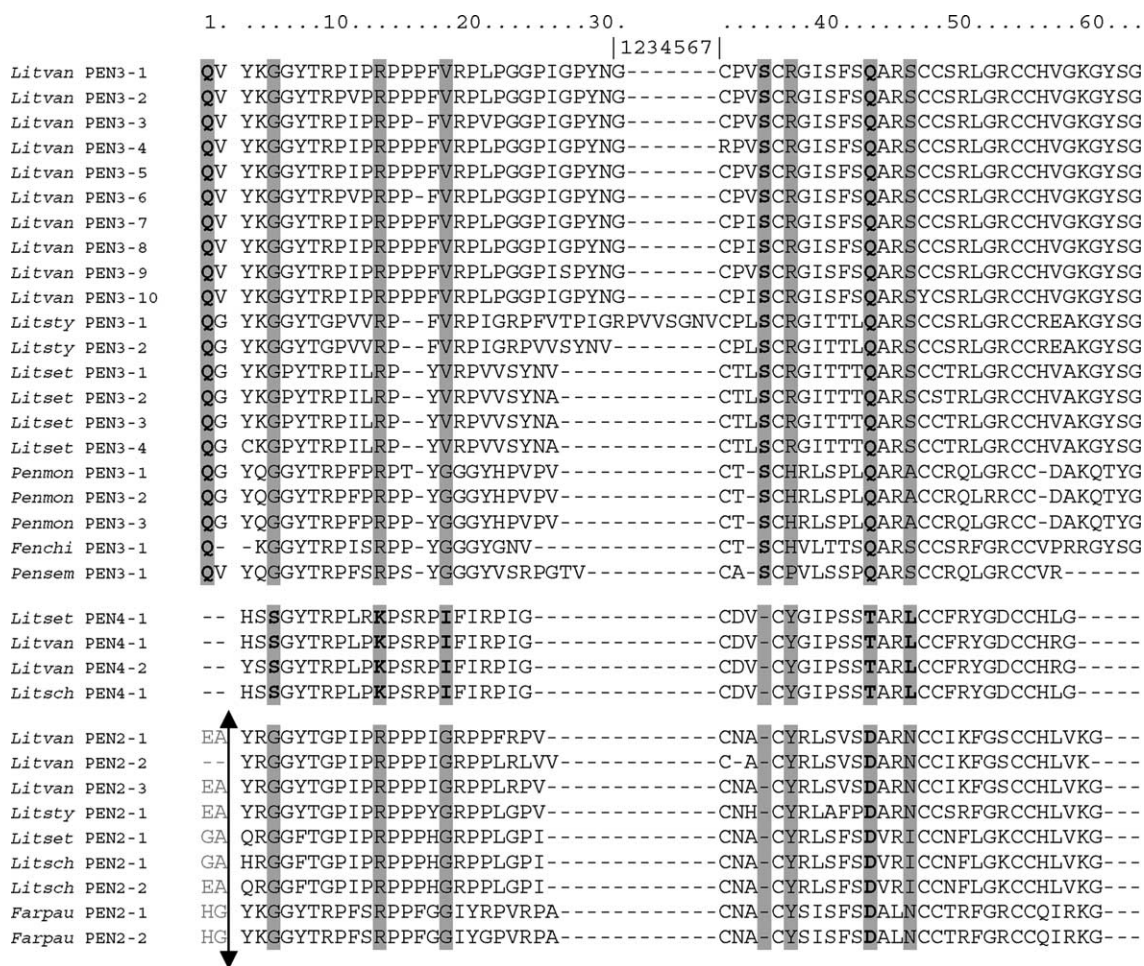 1.......10........20........30. .......40........50........60...
|1234567|
Litvan PEN3-1 QV YKGGYTRPIPRPPPFVRPLPGGPIGPYNG-------CPVSCRGISFSQARSCCSRLGRCCHVGKGYSG
Litvan PEN3-2 QV YKGGYTRPVPRPPPFVRPLPGGPIGPYNG-------CPVSCRGISFSQARSCCSRLGRCCHVGKGYSG
Litvan PEN3-3 QV YKGGYTRPIPRPP-FVRPVPGGPIGPYNG-------CPVSCRGISFSQARSCCSRLGRCCHVGKGYSG
Litvan PEN3-4 QV YKGGYTRPIPRPPPFVRPLPGGPIGPYNG-------RPVSCRGISFSQARSCCSRLGRCCHVGKGYSG
Litvan PEN3-5 QV YKGGYTRPIPRPPPFVRPLPGGPIGPYNG-------CPVSCRGISFSQARSCCSRLGRCCHVGKGYSG
Litvan PEN3-6 QV YKGGYTRPVPRPPP-FVRPLPGGPIGPYNG-------CPVSCRGISFSQARSCCSRLGRCCHVGKGYSG
Litvan PEN3-7 QV YKGGYTRPIPRPPPFVRPLPGGPIGPYNG-------CPISCRGISFSQARSCCSRLGRCCHVGKGYSG
Litvan PEN3-8 QV YKGGYTRPIPRPPPFVRPLPGGPIGPYNG-------CPISCRGISFSQARSCCSRLGRCCHVGKGYSG
Litvan PEN3-9 QV YKGGYTRPIPRPPPFVRPLPGGPISPYNG-------CPVSCRGISFSQARSCCSRLGRCCHVGKGYSG
Litvan PEN3-10 QV YKGGYTRPIPRPPPFVRPLPGGPIGPYNG-------CPISCRGISFSQARSYCSRLGRCCHVGKGYSG
Litsty PEN3-1 QG YKGGYTGPVVRP--FVRPIGRPFVTPIGRPVVSGNVCPLSCRGITTLQARSCCRRLGRCCREAKGYSG
Litsty PEN3-2 QG YKGGYTGPVVRP--FVRPIGRPVVSYNV--------CPLSCRGITTLQARSCCRRLGRCCREAKGYSG
Litset PEN3-1 QG YKGPYTRPILRP--YVRPVVSYNV------------CTLSCRGITTTQARSCCTRLGRCCHVAKGYSG
Litset PEN3-2 QG YKGPYTRPILRP--YVRPVVSYNA------------CTLSCRGITTTQARSCSTRLGRCCHVAKGYSG
Litset PEN3-3 QG YKGPYTRPILRP--YVRPVVSYNA------------CTLSCRGITTTQARSCCTRLGRCCHVAKGYSG
Litset PEN3-4 QG CKGPYTRPILRP--YVRPVVSYNA------------CTLSCRGITTTQARSCCTRLGRCCHVAKGYSG
Penmon PEN3-1 QG YQGGYTRPFPRPPT-YGGGYHPVPV-----------CT-SCHRLSPLQARACCRQLGRCC-DAKQTYG
Penmon PEN3-2 QG YQGGYTRPFPRPP-YGGGYHPVPV------------CT-SCHRLSPLQARACCRQLRRCC-DAKQTYG
Penmon PEN3-3 QG YQGGYTRPFPRPP-YGGGYHPVPV------------CT-SCHRLSPLQARACCRQLGRCC-DAKQTYG
Fenchi PEN3-1 Q- -KGGYTRPISRPP-YGGGYGNV--------------CT-SCHVLTTSQARSCCSRFGRCCVPRRGYSG
Pensem PEN3-1 QV YQGGYTRPFSRPS-YGGGYVSRPGTV----------CA-SCPVLSSPQARSCCRQLGRCCVR------
Litset PEN4-1 -- HSSGYTRPLRKPSRPIFIRPIG--------------CDV-CYGIPSSTARLCCFRYGDCCHLG-----
Litvan PEN4-1 -- HSSGYTRPLPKPSRPIFIRPIG--------------CDV-CYGIPSSTARLCCFRYGDCCHRG-----
Litvan PEN4-2 -- YSSGYTRPLPKPSRPIFIRPIG--------------CDV-CYGIPSSTARLCCFRYGDCCHRG-----
Litsch PEN4-1 -- HSSGYTRPLPKPSRPIFIRPIG--------------CDV-CYGIPSSTARLCCFRYGDCCHLG-----
Litvan PEN2-1 EA YRGGYTGPIPRPPPIGRPPFRPV-------------CNA-CYRLSVSDARNCCIKFGSCCHLVKG---
Litvan PEN2-2 -- YRGGYTGPIPRPPPIGRPPLRLVV------------C-A-CYRLSVSDARNCCIKFGSCCHLVK----
Litvan PEN2-3 EA YRGGYTGPIPRPPPIGRPPLRPV-------------CNA-CYRLSVSDARNCCIKFGSCCHLVKG---
Litsty PEN2-1 EA YRGGYTGPIPRPPPYGRPPLGPV-------------CNH-CYRLAFPDARNCCSRFGRCCHLVKG---
Litset PEN2-1 GA QRGGFTGPIPRPPPHGRPPLGPI-------------CNA-CYRLSFSDVRICCNFLGKCCHLVKG---
Litsch PEN2-1 GA HRGGFTGPIPRPPPHGRPPLGPI-------------CNA-CYRLSFSDVRICCNFLGKCCHLVKG---
Litsch PEN2-2 EA QRGGFTGPIPRPPPHGRPPLGPI-------------CNA-CYRLSFSDVRICCNFLGKCCHLVKG---
Farpau PEN2-1 HG YKGGYTRPFSRPPFGGIYRPVRPA------------CNA-CYSISFSDALNCCTRFGRCCQIRKG---
Farpau PEN2-2 HG YKGGYTRPFSRPPFGGIYGPVRPA------------CNA-CYSISFSDALNCCTRFGRCCQIRKG---